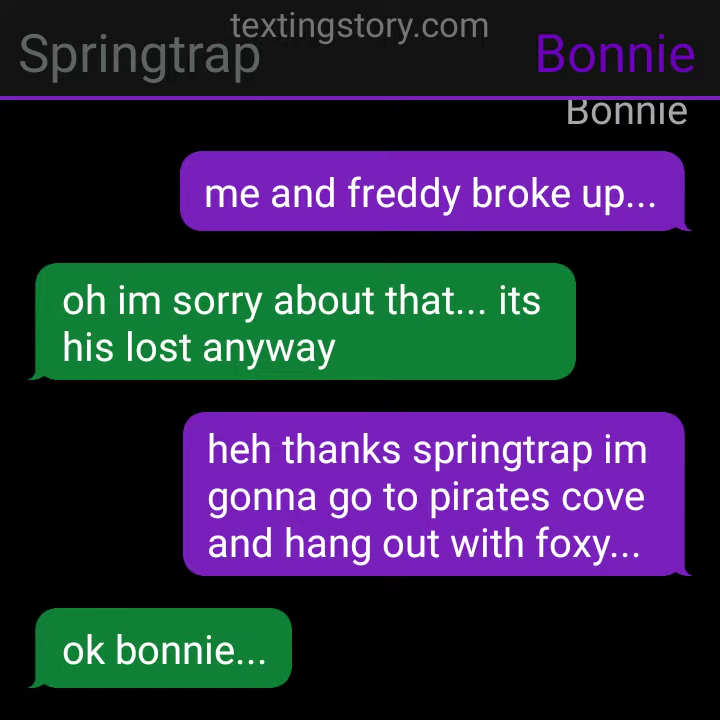 textingstory.com
Springtrap
Bonnie
Bonnie
me and freddy broke up...
oh im sorry about that... its
his lost anyway
heh thanks springtrap im
gonna go to pirates cove
and hang out with foxy...
ok bonnie...